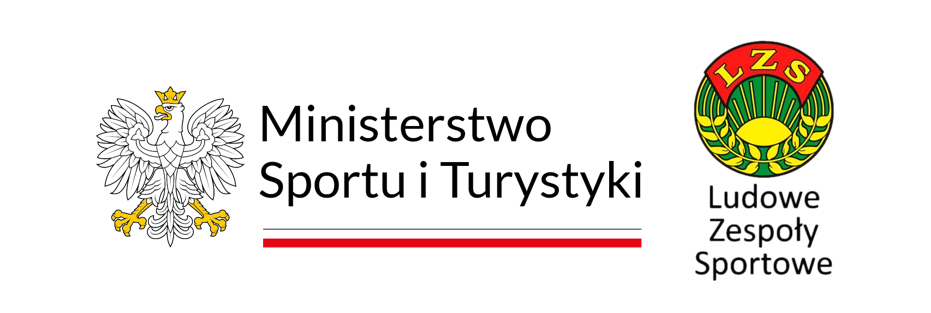 Ministerstwo
Sportu i Turystyki
LZS
Ludowe
Zespoły
Sportowe